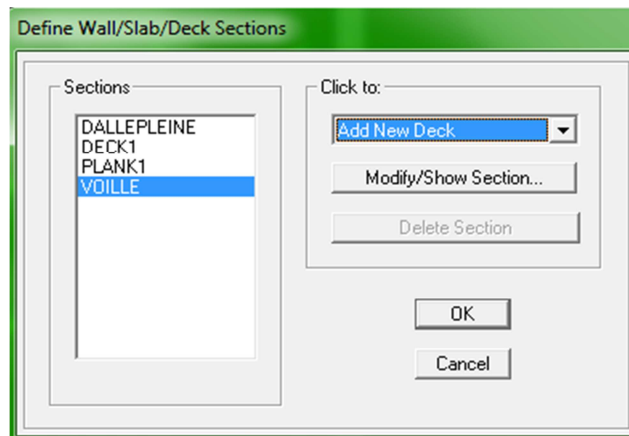 Define Wall/Slab/Deck Sections
Sections
DALLEPLEINE
DECK1
PLANK1
VOILLE
Click to:
Add New Deck
Modify/Show Section...
Delete Section
OK
Cancel